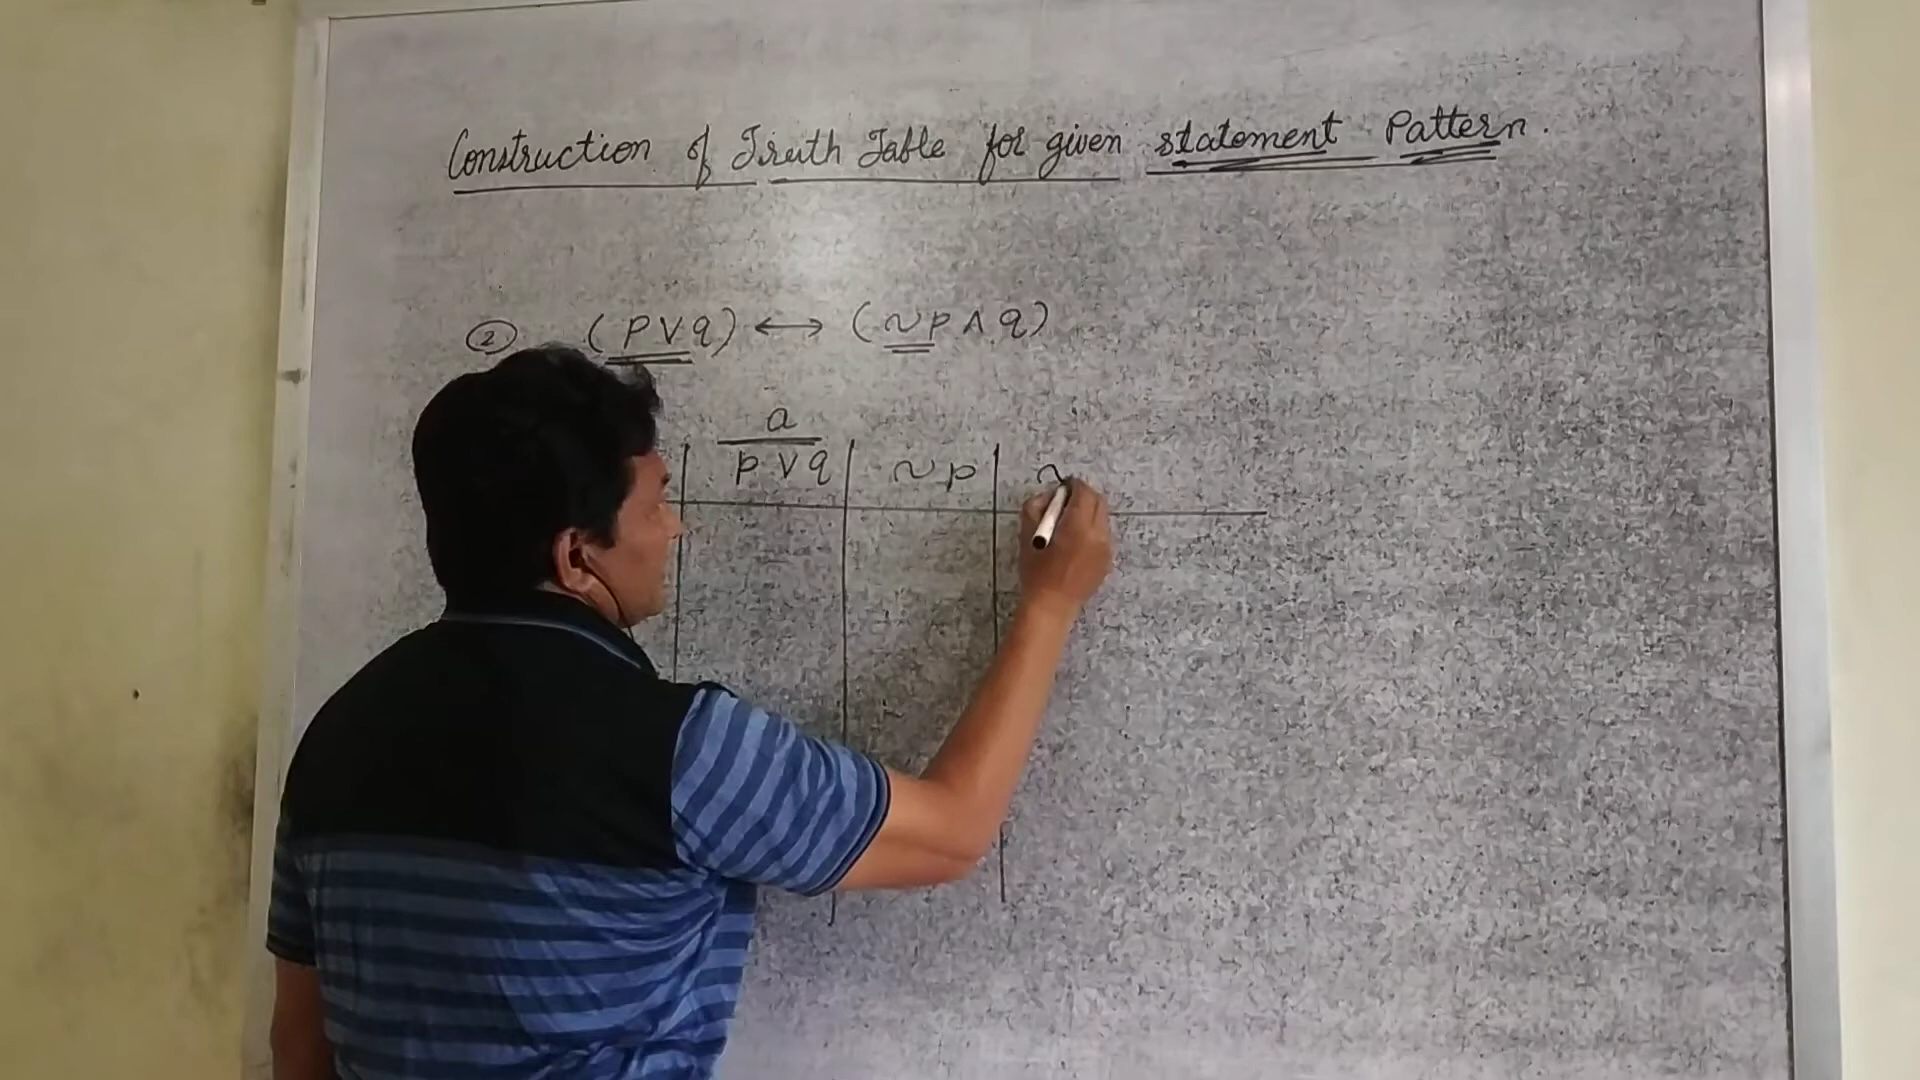 Construction of Truth Table for given statement Pattern.
② (p ∨ q) ↔ (~p ∧ q)
a
p ∨ q | ~p | ~